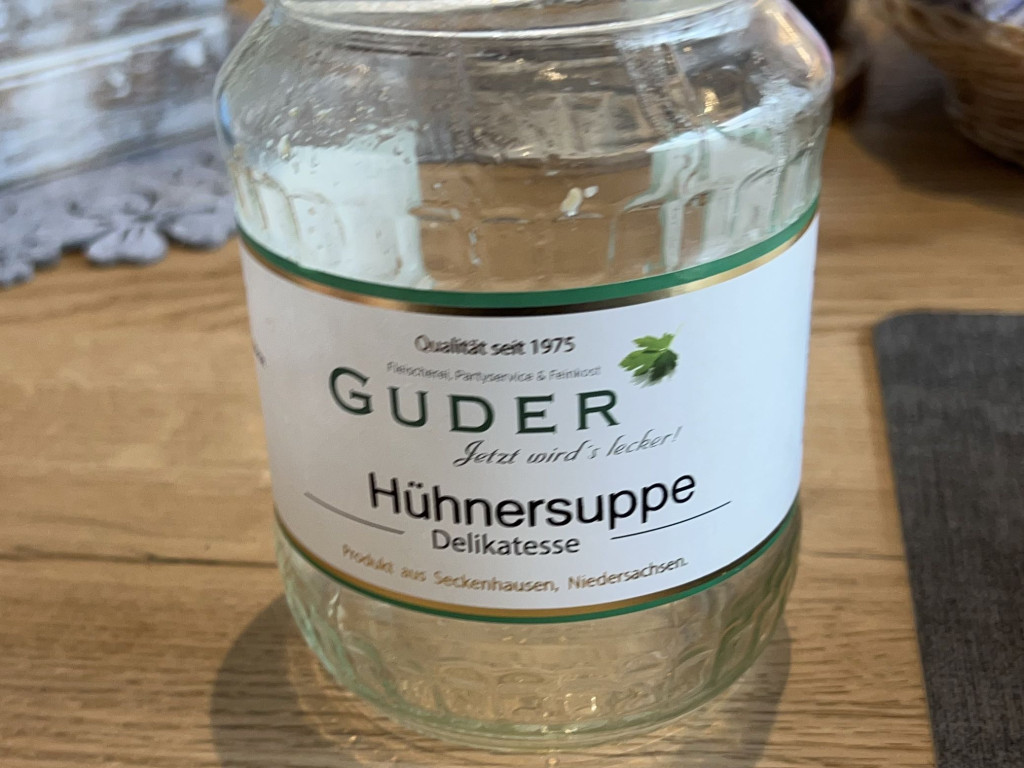 Qualität seit 1975
Fleischerei, Partyservice & Feinkost
GUDER
Jetzt wird's lecker!
Hühnersuppe
Delikatesse
Produkt aus Seckenhausen, Niedersachsen.